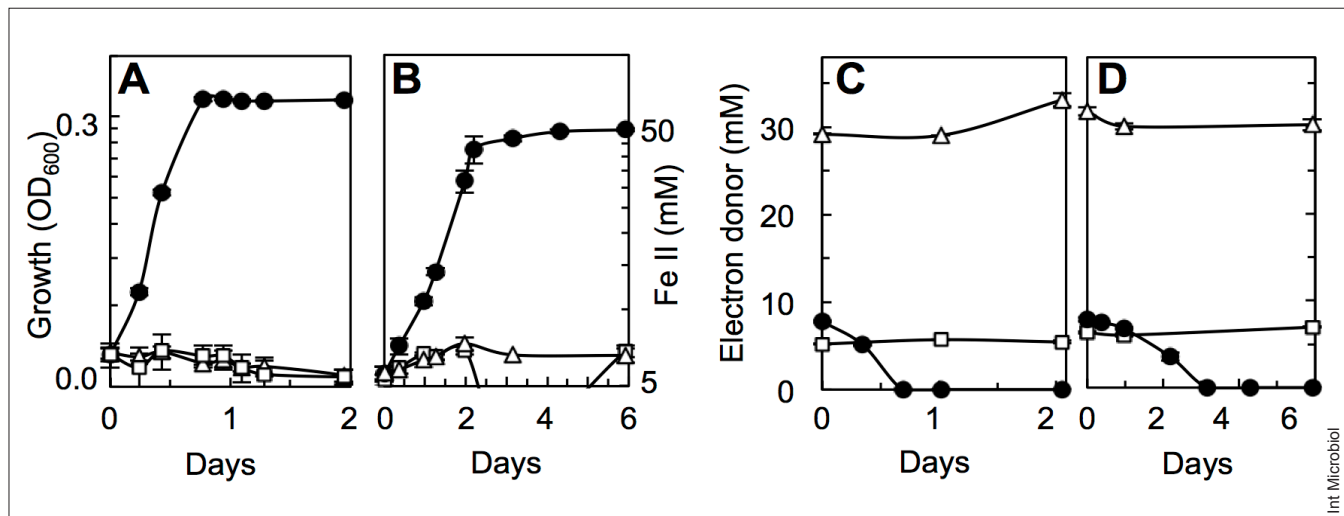 A
B
C
D
Growth (OD600)
0.3
0.0
0 1 2
Days
50
5
Fe II (mM)
0 2 4 6
Days
Electron donor (mM)
30
20
10
0
0 1 2
Days
0 2 4 6
Days
Int Microbiol